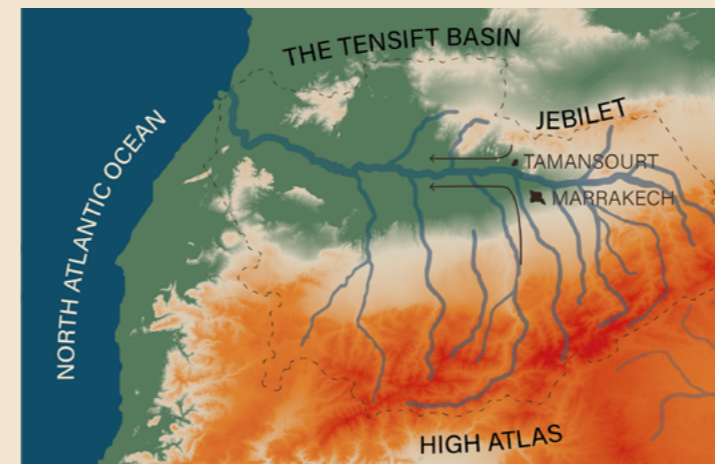 THE TENSIFT BASIN
JEBILET
TAMANSOURT
MARRAKECH
NORTH ATLANTIC OCEAN
HIGH ATLAS